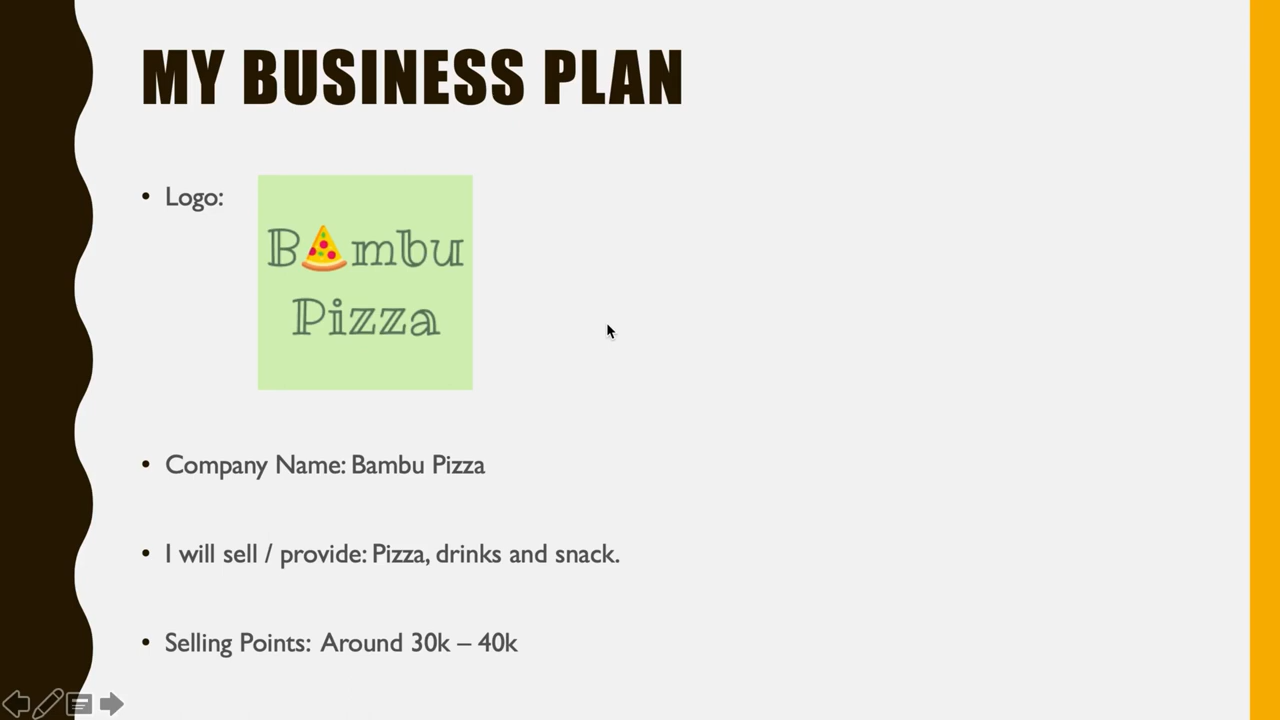 MY BUSINESS PLAN
• Logo:
Bambu
Pizza
• Company Name: Bambu Pizza
• I will sell / provide: Pizza, drinks and snack.
• Selling Points: Around 30k – 40k